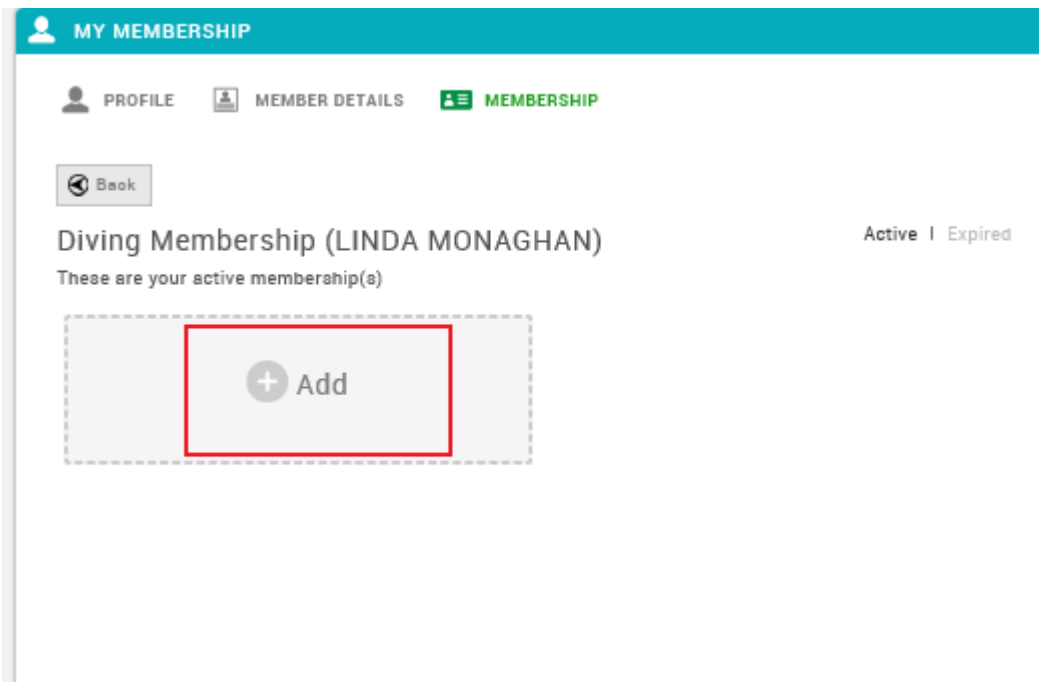 MY MEMBERSHIP
PROFILE MEMBER DETAILS MEMBERSHIP
Back
Diving Membership (LINDA MONAGHAN) Active | Expired
These are your active membership(s)
Add